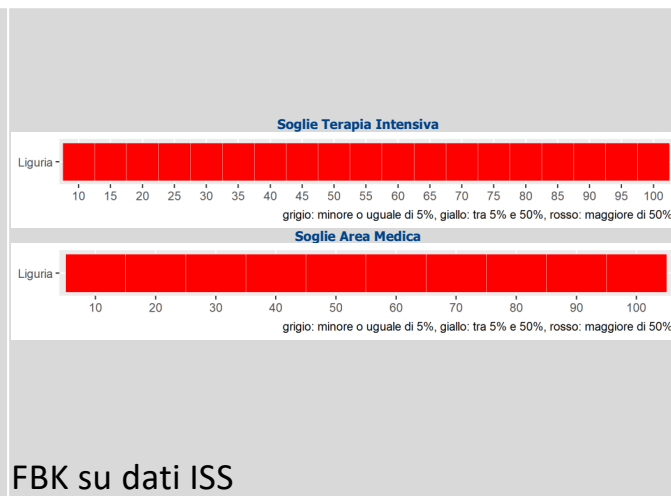 Soglie Terapia Intensiva
Liguria
10 15 20 25 30 35 40 45 50 55 60 65 70 75 80 85 90 95 100
grigio: minore o uguale di 5%, giallo: tra 5% e 50%, rosso: maggiore di 50%
Soglie Area Medica
Liguria
10 20 30 40 50 60 70 80 90 100
grigio: minore o uguale di 5%, giallo: tra 5% e 50%, rosso: maggiore di 50%
FBK su dati ISS